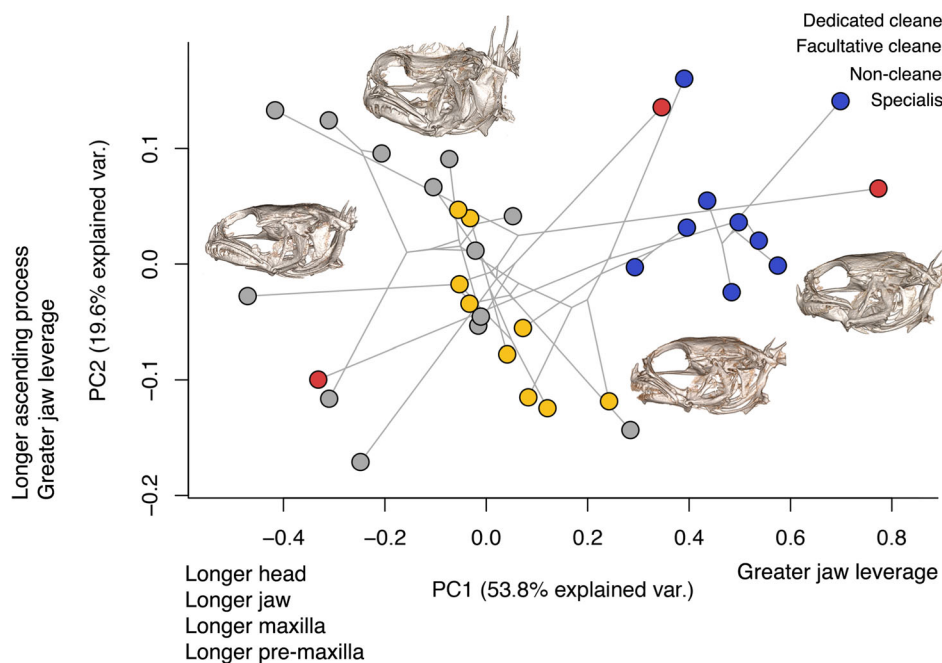 Dedicated cleane
Facultative cleane
Non-cleane
Specialis
0.1
0.0
−0.1
−0.2
PC2 (19.6% explained var.)
Longer ascending process
Greater jaw leverage
−0.4
−0.2
0.0
0.2
0.4
0.6
0.8
PC1 (53.8% explained var.)
Greater jaw leverage
Longer head
Longer jaw
Longer maxilla
Longer pre-maxilla